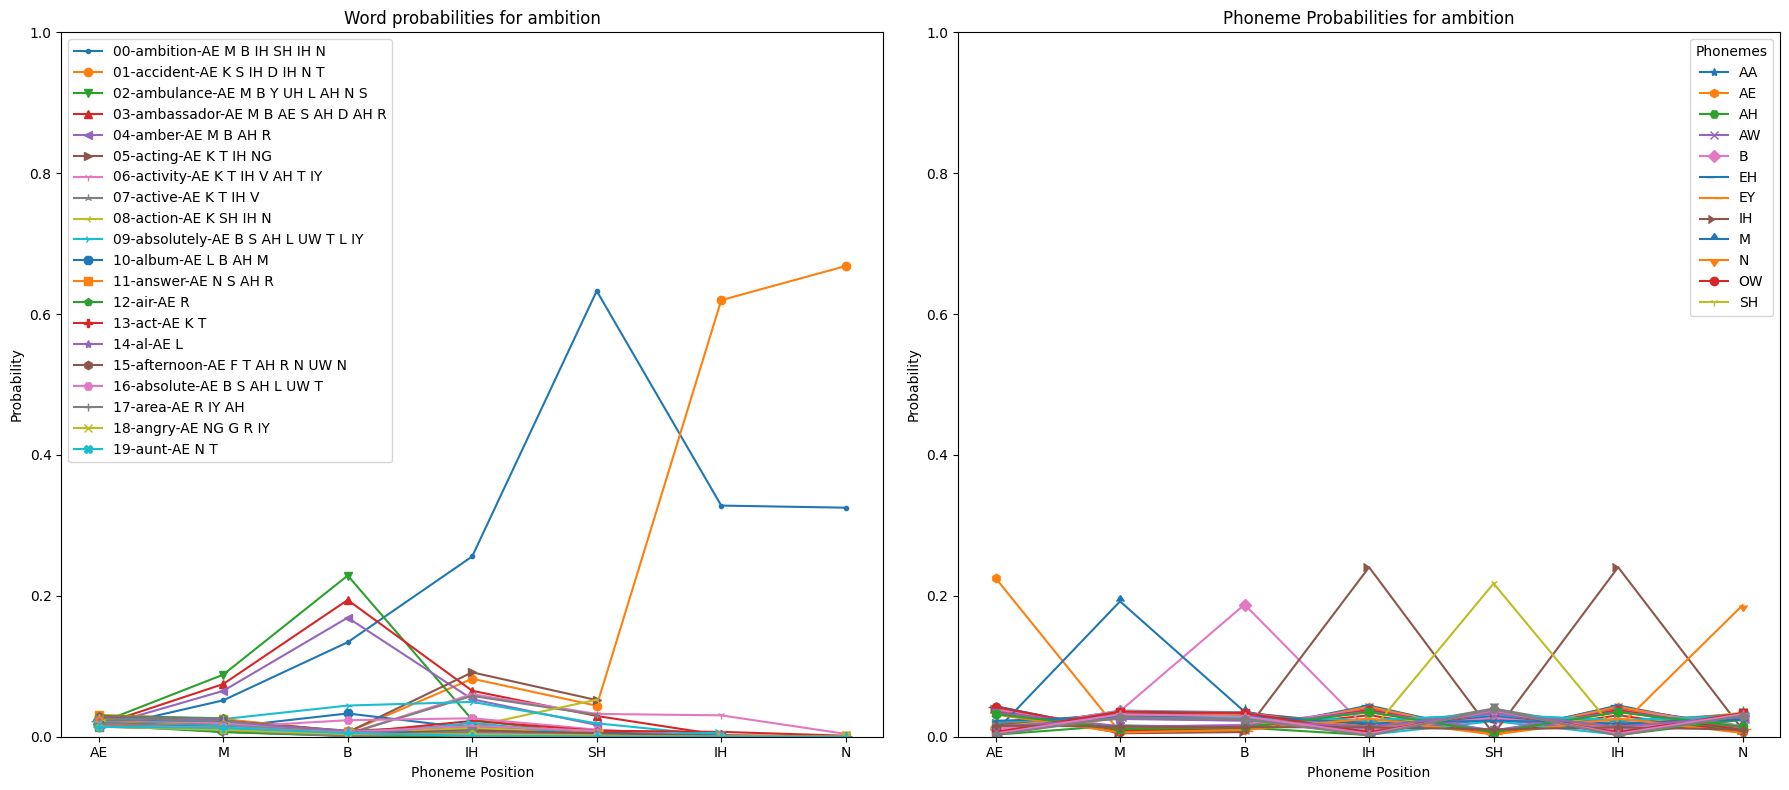 Word probabilities for ambition
1.0
0.8
0.6
0.4
0.2
0.0
Probability
AE M B IH SH IH N
Phoneme Position
00-ambition-AE M B IH SH IH N
01-accident-AE K S IH D IH N T
02-ambulance-AE M B Y UH L AH N S
03-ambassador-AE M B AE S AH D AH R
04-amber-AE M B AH R
05-acting-AE K T IH NG
06-activity-AE K T IH V AH T IY
07-active-AE K T IH V
08-action-AE K SH IH N
09-absolutely-AE B S AH L UW T L IY
10-album-AE L B AH M
11-answer-AE N S AH R
12-air-AE R
13-act-AE K T
14-al-AE L
15-afternoon-AE F T AH R N UW N
16-absolute-AE B S AH L UW T
17-area-AE R IY AH
18-angry-AE NG G R IY
19-aunt-AE N T
Phoneme Probabilities for ambition
1.0
0.8
0.6
0.4
0.2
0.0
Probability
AE M B IH SH IH N
Phoneme Position
Phonemes
AA
AE
AH
AW
B
EH
EY
IH
M
N
OW
SH